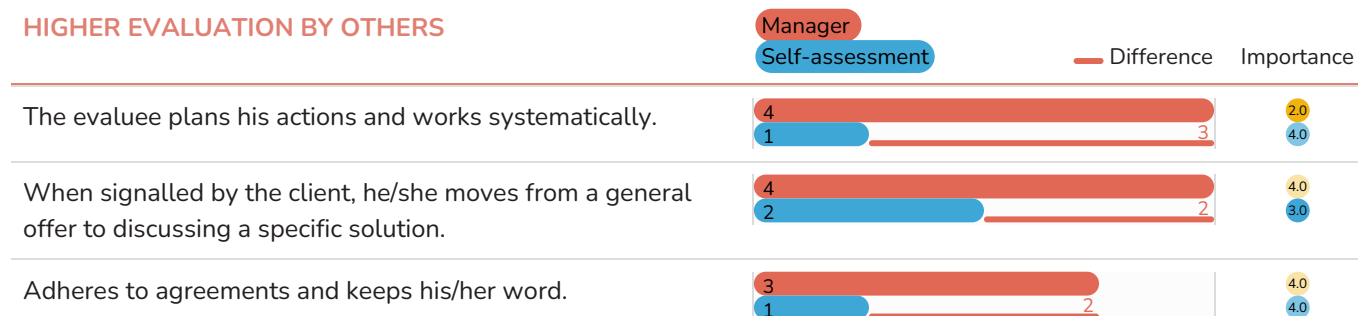 HIGHER EVALUATION BY OTHERS
Manager
Self-assessment
Difference
Importance
The evaluee plans his actions and works systematically.
4
1
3
2.0
4.0
When signalled by the client, he/she moves from a general
offer to discussing a specific solution.
4
2
2
4.0
3.0
Adheres to agreements and keeps his/her word.
3
1
2
4.0
4.0